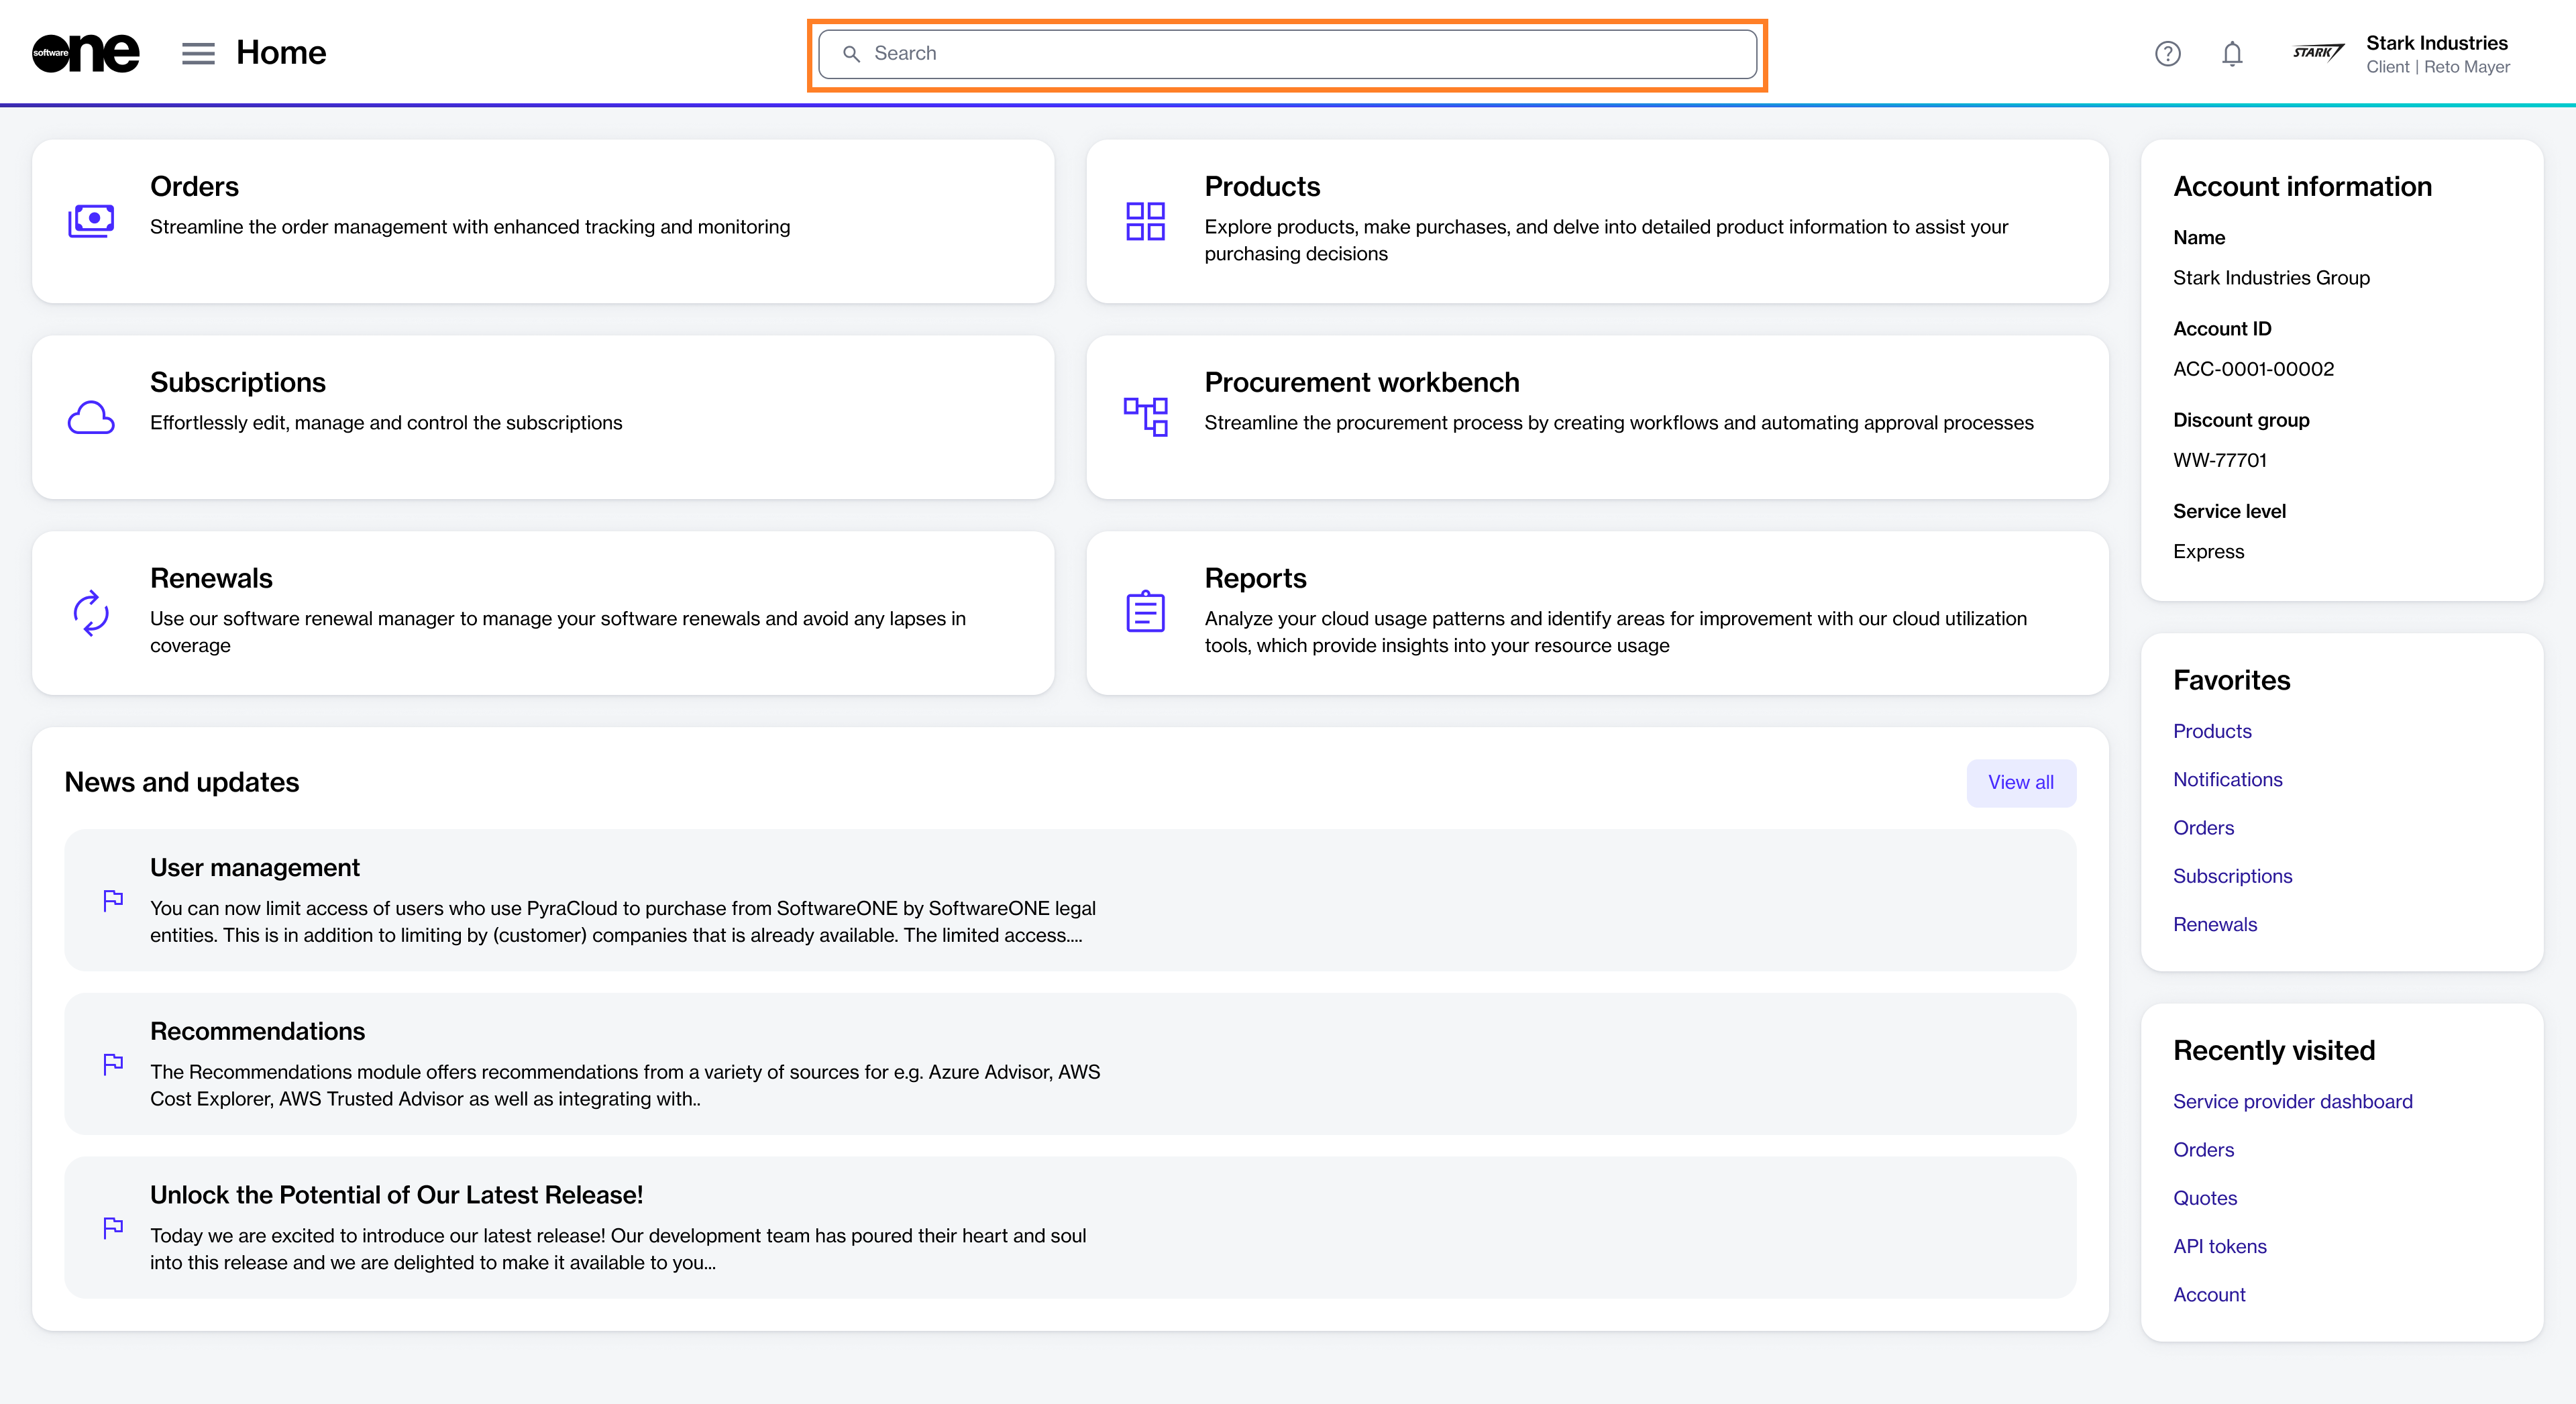 software
one
Home
Search
STARK
Stark Industries
Client | Reto Mayer
Orders
Streamline the order management with enhanced tracking and monitoring
Products
Explore products, make purchases, and delve into detailed product information to assist your
purchasing decisions
Subscriptions
Effortlessly edit, manage and control the subscriptions
Procurement workbench
Streamline the procurement process by creating workflows and automating approval processes
Renewals
Use our software renewal manager to manage your software renewals and avoid any lapses in
coverage
Reports
Analyze your cloud usage patterns and identify areas for improvement with our cloud utilization
tools, which provide insights into your resource usage
News and updates
View all
User management
You can now limit access of users who use PyraCloud to purchase from SoftwareONE by SoftwareONE legal
entities. This is in addition to limiting by (customer) companies that is already available. The limited access....
Recommendations
The Recommendations module offers recommendations from a variety of sources for e.g. Azure Advisor, AWS
Cost Explorer, AWS Trusted Advisor as well as integrating with..
Unlock the Potential of Our Latest Release!
Today we are excited to introduce our latest release! Our development team has poured their heart and soul
into this release and we are delighted to make it available to you...
Account information
Name
Stark Industries Group
Account ID
ACC-0001-00002
Discount group
WW-77701
Service level
Express
Favorites
Products
Notifications
Orders
Subscriptions
Renewals
Recently visited
Service provider dashboard
Orders
Quotes
API tokens
Account